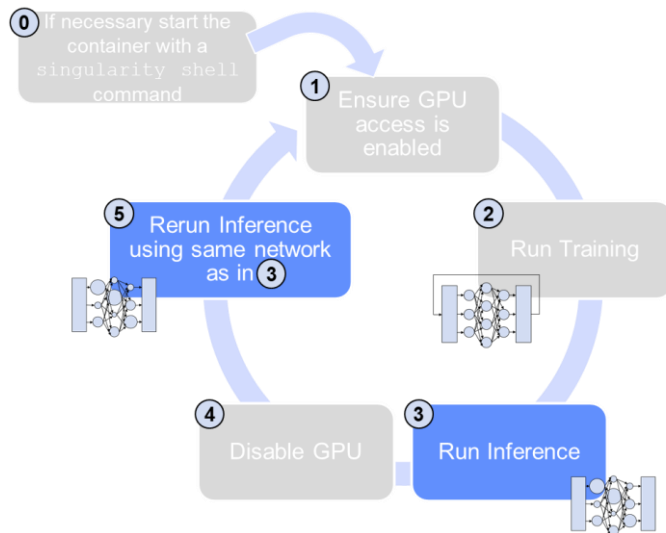 0
If necessary start the
container with a
singularity shell
command
1
Ensure GPU
access is
enabled
2
Run Training
3
Run Inference
4
Disable GPU
5
Rerun Inference
using same network
as in 3